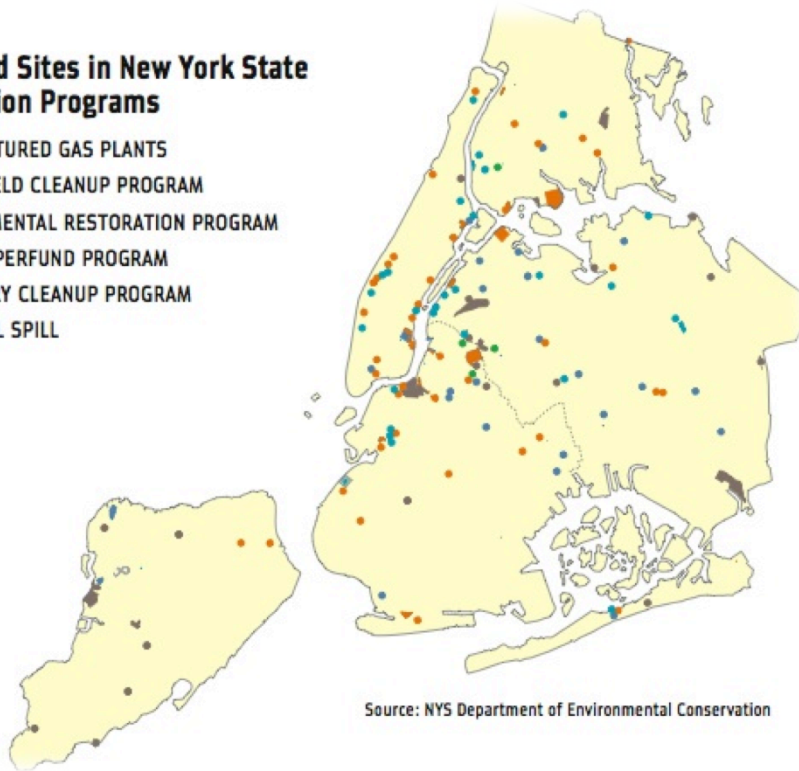 d Sites in New York State
ion Programs
TURED GAS PLANTS
LD CLEANUP PROGRAM
MENTAL RESTORATION PROGRAM
PERFUND PROGRAM
Y CLEANUP PROGRAM
L SPILL
Source: NYS Department of Environmental Conservation